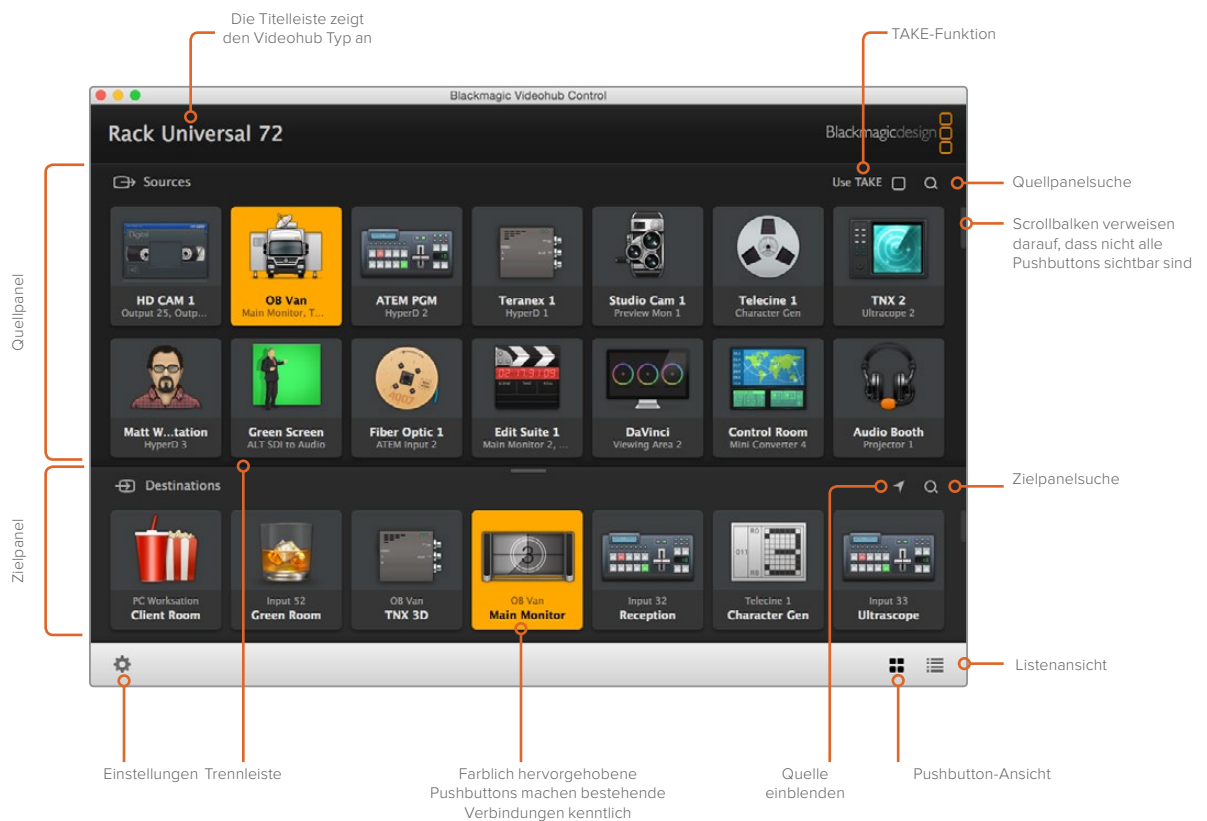 Die Titelleiste zeigt
den Videohub Typ an
TAKE-Funktion
Blackmagic Videohub Control
Rack Universal 72
Blackmagicdesign
Sources
Use TAKE
Quellpanelsuche
Scrollbalken verweisen
darauf, dass nicht alle
Pushbuttons sichtbar sind
Quellpanel
HD CAM 1
Output 25, Outp...
OB Van
Main Monitor, T...
ATEM PGM
HyperD 2
Teranex 1
HyperD 1
Studio Cam 1
Preview Mon 1
Telecine 1
Character Gen
TNX 2
Ultracope 2
Matt W...tation
HyperD 3
Green Screen
ALT SDI to Audio
Fiber Optic 1
ATEM Input 2
Edit Suite 1
Main Monitor 2, ...
DaVinci
Viewing Area 2
Control Room
Mini Converter 4
Audio Booth
Projector 1
Destinations
Zielpanelsuche
Zielpanel
PC Worksation
Client Room
Input 52
Green Room
OB Van
TNX 3D
3
OB Van
Main Monitor
Input 32
Reception
Telecine 1
Character Gen
Input 33
Ultrascope
Listenansicht
Einstellungen
Trennleiste
Farblich hervorgehobene
Pushbuttons machen bestehende
Verbindungen kenntlich
Quelle
einblenden
Pushbutton-Ansicht